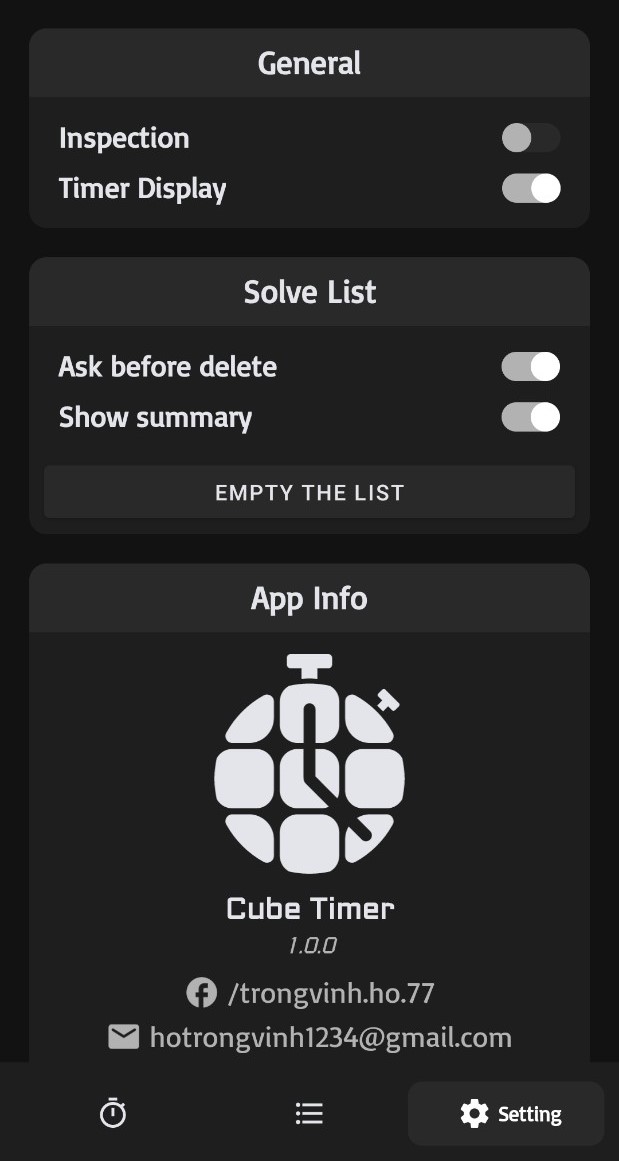 General
Inspection
Timer Display
Solve List
Ask before delete
Show summary
EMPTY THE LIST
App Info
Cube Timer
1.0.0
/trongvinh.ho.77
hotrongvinh1234@gmail.com
Setting